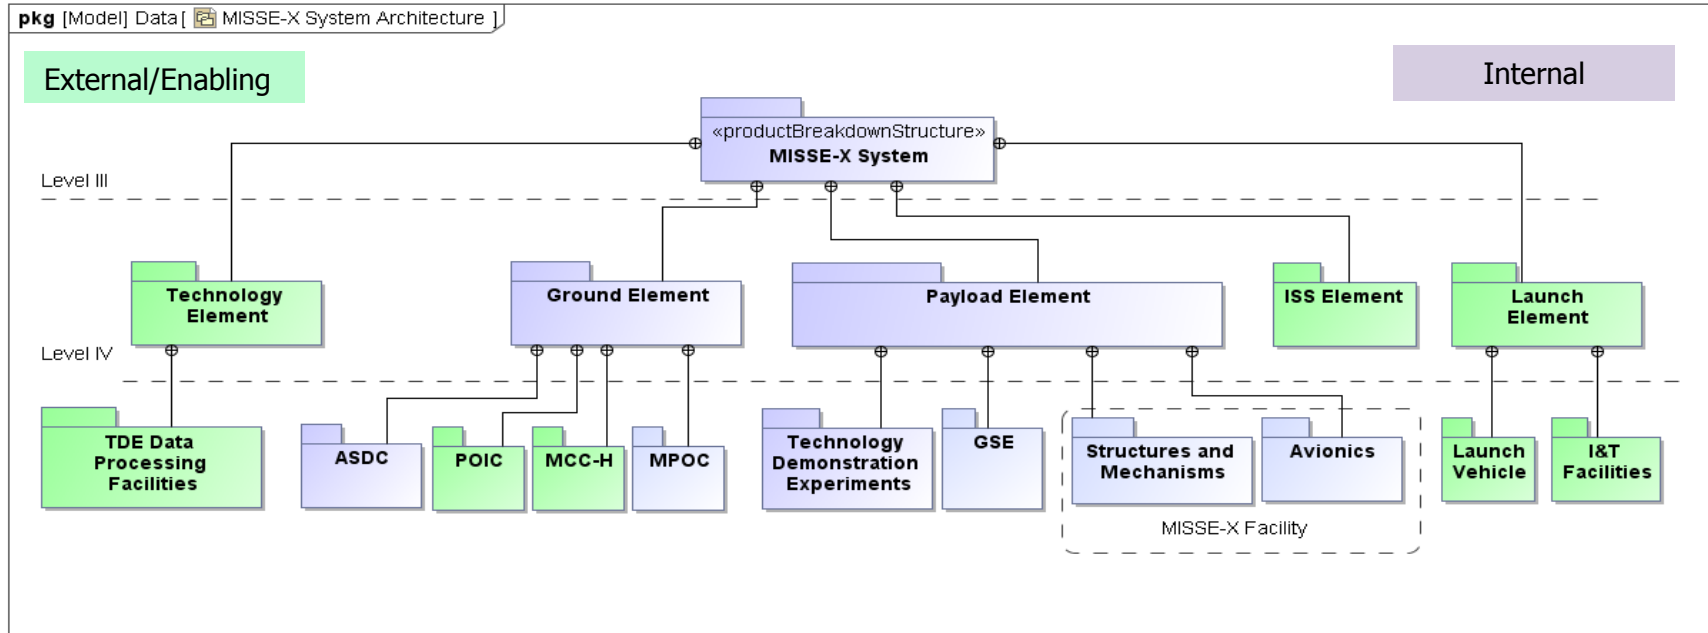 pkg [Model] Data [ MISSE-X System Architecture ]
External/Enabling
Internal
«productBreakdownStructure»
MISSE-X System
Level III
Technology
Element
Ground Element
Payload Element
ISS Element
Launch
Element
Level IV
TDE Data
Processing
Facilities
ASDC
POIC
MCC-H
MPOC
Technology
Demonstration
Experiments
GSE
Structures and
Mechanisms
Avionics
MISSE-X Facility
Launch
Vehicle
I&T
Facilities